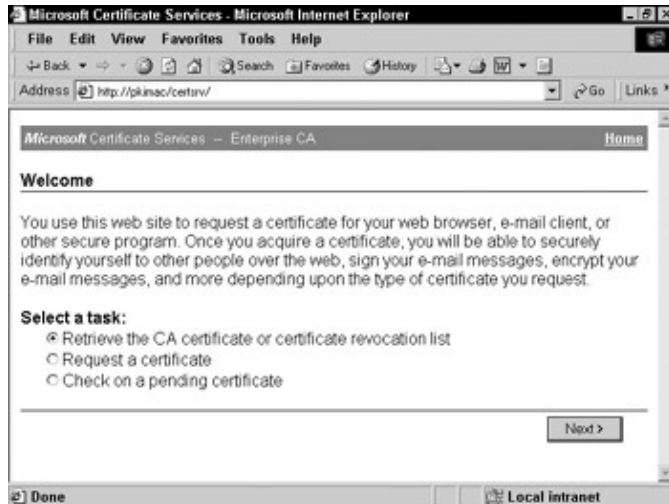 Microsoft Certificate Services - Microsoft Internet Explorer
File Edit View Favorites Tools Help
Back Search Favorites History
Address http://pkimac/certsrv/ Go Links
Microsoft Certificate Services – Enterprise CA Home
Welcome
You use this web site to request a certificate for your web browser, e-mail client, or
other secure program. Once you acquire a certificate, you will be able to securely
identify yourself to other people over the web, sign your e-mail messages, encrypt your
e-mail messages, and more depending upon the type of certificate you request.
Select a task:
Retrieve the CA certificate or certificate revocation list
Request a certificate
Check on a pending certificate
Next >
Done Local intranet